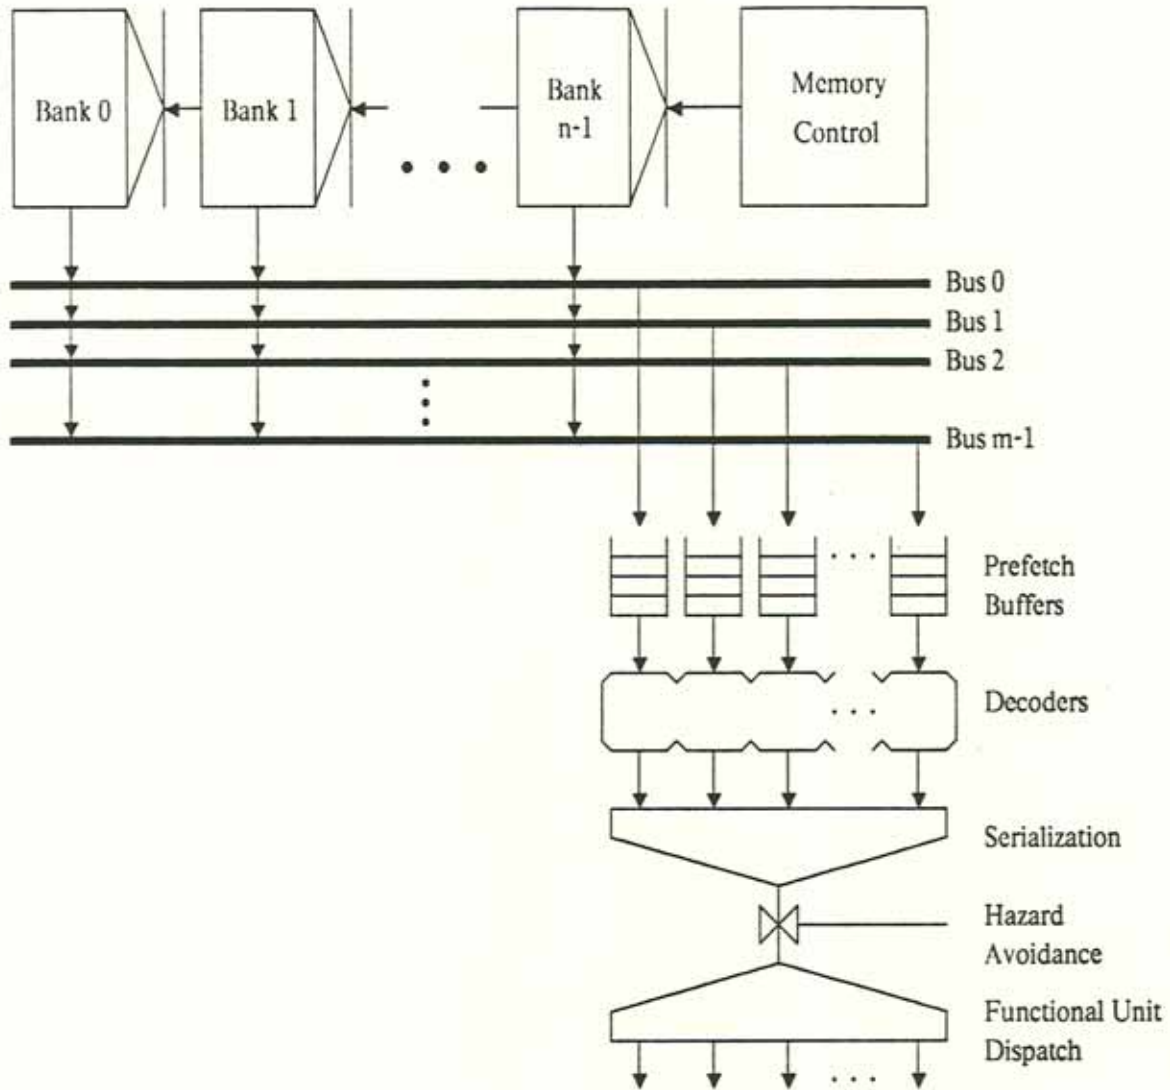 Bank 0
Bank 1
Bank
n-1
Memory
Control
Bus 0
Bus 1
Bus 2
Bus m-1
Prefetch
Buffers
Decoders
Serialization
Hazard
Avoidance
Functional Unit
Dispatch